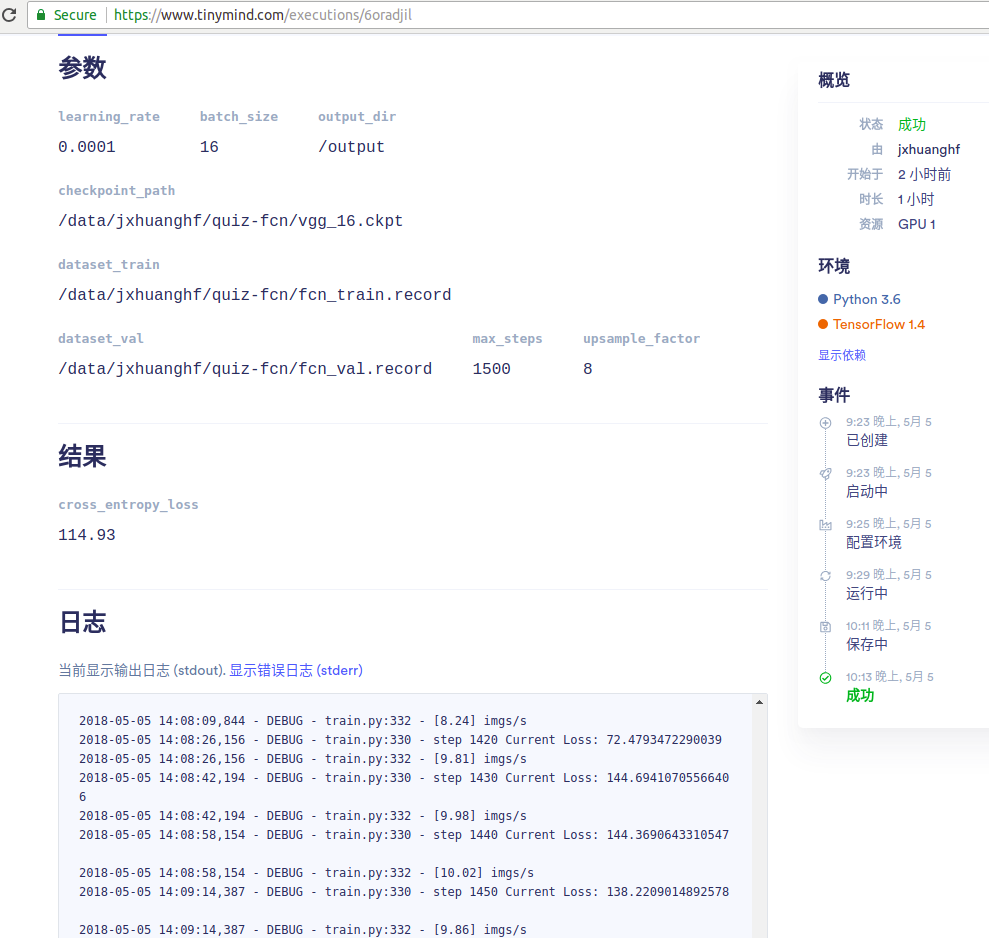 Secure https://www.tinymind.com/executions/6oradjil
参数
learning_rate batch_size output_dir
0.0001 16 /output
checkpoint_path
/data/jxhuanghf/quiz-fcn/vgg_16.ckpt
dataset_train
/data/jxhuanghf/quiz-fcn/fcn_train.record
dataset_val max_steps upsample_factor
/data/jxhuanghf/quiz-fcn/fcn_val.record 1500 8
结果
cross_entropy_loss
114.93
日志
当前显示输出日志 (stdout). 显示错误日志 (stderr)
2018-05-05 14:08:09,844 - DEBUG - train.py:332 - [8.24] imgs/s
2018-05-05 14:08:26,156 - DEBUG - train.py:330 - step 1420 Current Loss: 72.4793472290039
2018-05-05 14:08:26,156 - DEBUG - train.py:332 - [9.81] imgs/s
2018-05-05 14:08:42,194 - DEBUG - train.py:330 - step 1430 Current Loss: 144.6941070556640
6
2018-05-05 14:08:42,194 - DEBUG - train.py:332 - [9.98] imgs/s
2018-05-05 14:08:58,154 - DEBUG - train.py:330 - step 1440 Current Loss: 144.3690643310547
2018-05-05 14:08:58,154 - DEBUG - train.py:332 - [10.02] imgs/s
2018-05-05 14:09:14,387 - DEBUG - train.py:330 - step 1450 Current Loss: 138.2209014892578
2018-05-05 14:09:14,387 - DEBUG - train.py:332 - [9.86] imgs/s
概览
状态 成功
由 jxhuanghf
开始于 2 小时前
时长 1 小时
资源 GPU 1
环境
Python 3.6
TensorFlow 1.4
显示依赖
事件
9:23 晚上, 5月 5
已创建
9:23 晚上, 5月 5
启动中
9:25 晚上, 5月 5
配置环境
9:29 晚上, 5月 5
运行中
10:11 晚上, 5月 5
保存中
10:13 晚上, 5月 5
成功